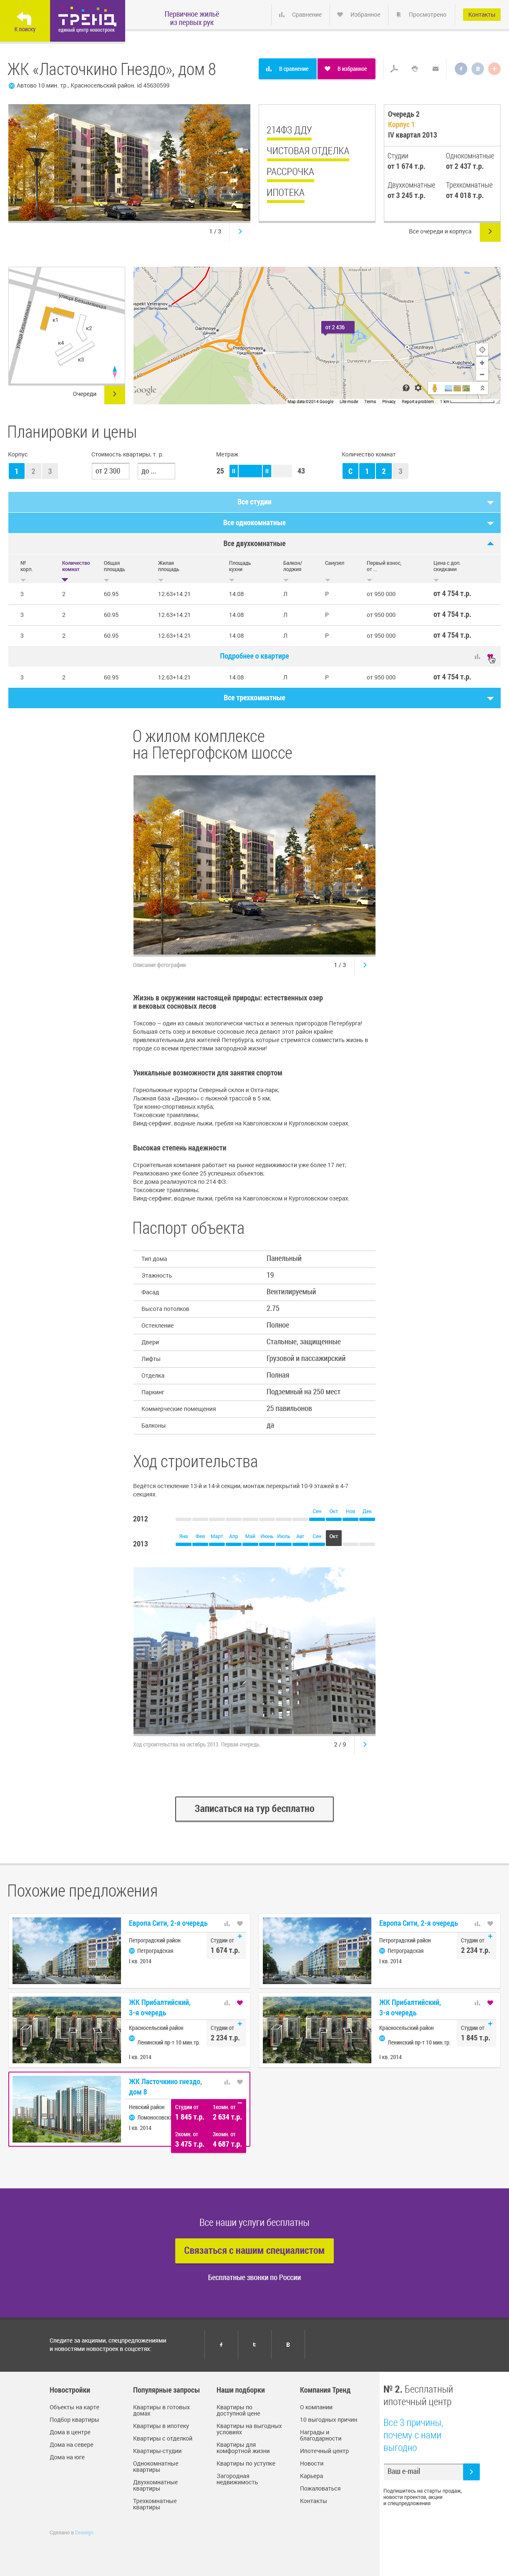 К поиску
ТРЕНД
единый центр новостроек
Первичное жильё
из первых рук
Сравнение
Избранное
Просмотрено
Контакты
ЖК «Ласточкино Гнездо», дом 8
Автово 10 мин. тр., Красносельский район. id 45630599
В сравнение
В избранное
214ФЗ ДДУ
ЧИСТОВАЯ ОТДЕЛКА
РАССРОЧКА
ИПОТЕКА
Очередь 2
Корпус 1
IV квартал 2013
Студии
от 1 674 т.р.
Однокомнатные
от 2 437 т.р.
Двухкомнатные
от 3 245 т.р.
Трехкомнатные
от 4 018 т.р.
1 / 3
Все очереди и корпуса
к1
к2
к4
к3
Очереди
от 2 436
Map data ©2014 Google
Lite mode
Terms
Privacy
Report a problem
1 km
Планировки и цены
Корпус
1 2 3
Стоимость квартиры, т. р.
от 2 300
до ...
Метраж
25
43
Количество комнат
С 1 2 3
Все студии
Все однокомнатные
Все двухкомнатные
№
корп.
Количество
комнат
Общая
площадь
Жилая
площадь
Площадь
кухни
Балкон/
лоджия
Санузел
Первый взнос,
от ...
Цена с доп.
скидками
3 2 60.95 12.63+14.21 14.08 Л Р от 950 000 от 4 754 т.р.
3 2 60.95 12.63+14.21 14.08 Л Р от 950 000 от 4 754 т.р.
3 2 60.95 12.63+14.21 14.08 Л Р от 950 000 от 4 754 т.р.
Подробнее о квартире
3 2 60.95 12.63+14.21 14.08 Л Р от 950 000 от 4 754 т.р.
Все трехкомнатные
О жилом комплексе
на Петергофском шоссе
Описание фотографии.
1 / 3
Жизнь в окружении настоящей природы: естественных озер
и вековых сосновых лесов
Токсово – один из самых экологически чистых и зеленых пригородов Петербурга!
Большая сеть озер и вековые сосновые леса делают этот район крайне
привлекательным для жителей Петербурга, которые стремятся совместить жизнь в
городе со всеми прелестями загородной жизни!
Уникальные возможности для занятия спортом
Горнолыжные курорты Северный склон и Охта-парк;
Лыжная база «Динамо» с лыжной трассой в 5 км;
Три конно-спортивных клуба;
Токсовские трамплины;
Винд-серфинг, водные лыжи, гребля на Кавголовском и Курголовском озерах.
Высокая степень надежности
Строительная компания работает на рынке недвижимости уже более 17 лет;
Реализовано уже более 25 успешных объектов;
Все дома реализуются по 214 ФЗ.
Токсовские трамплины;
Винд-серфинг, водные лыжи, гребля на Кавголовском и Курголовском озерах.
Паспорт объекта
Тип дома Панельный
Этажность 19
Фасад Вентилируемый
Высота потолков 2.75
Остекление Полное
Двери Стальные, защищенные
Лифты Грузовой и пассажирский
Отделка Полная
Паркинг Подземный на 250 мест
Коммерческие помещения 25 павильонов
Балконы да
Ход строительства
Ведётся остекление 13-й и 14-й секции, монтаж перекрытий 10-9 этажей в 4-7
секциях.
Сен Окт Ноя Дек
2012
Янв Фев Март Апр Май Июнь Июль Авг Сен Окт
2013
Ход строительства на октябрь 2013. Первая очередь.
2 / 9
Записаться на тур бесплатно
Похожие предложения
Европа Сити, 2-я очередь
Петроградский район
Петроградская
I кв. 2014
Студии от
1 674 т.р.
Европа Сити, 2-я очередь
Петроградский район
Петроградская
I кв. 2014
Студии от
2 234 т.р.
ЖК Прибалтийский,
3-я очередь
Красносельский район
Ленинский пр-т 10 мин.тр.
I кв. 2014
Студии от
2 234 т.р.
ЖК Прибалтийский,
3-я очередь
Красносельский район
Ленинский пр-т 10 мин.тр.
I кв. 2014
Студии от
1 845 т.р.
ЖК Ласточкино гнездо,
дом 8
Невский район
I кв. 2014
Студии от
1 845 т.р.
1комн. от
2 634 т.р.
2комн. от
3 475 т.р.
3комн. от
4 687 т.р.
Все наши услуги бесплатны
Связаться с нашим специалистом
Бесплатные звонки по России
Следите за акциями, спецпредложениями
и новостями новостроек в соцсетях:
Новостройки
Объекты на карте
Подбор квартиры
Дома в центре
Дома на севере
Дома на юге
Популярные запросы
Квартиры в готовых
домах
Квартиры в ипотеку
Квартиры с отделкой
Квартиры-студии
Однокомнатные
квартиры
Двухкомнатные
квартиры
Трехкомнатные
квартиры
Наши подборки
Квартиры по
доступной цене
Квартиры на выгодных
условиях
Квартиры для
комфортной жизни
Квартиры по уступке
Загородная
недвижимость
Компания Тренд
О компании
10 выгодных причин
Награды и
благодарности
Ипотечный центр
Новости
Карьера
Пожаловаться
Контакты
№ 2. Бесплатный
ипотечный центр
Все 3 причины,
почему с нами
выгодно
Ваш e-mail
Подпишитесь на старты продаж,
новости проектов, акции
и спецпредложения
Сделано в